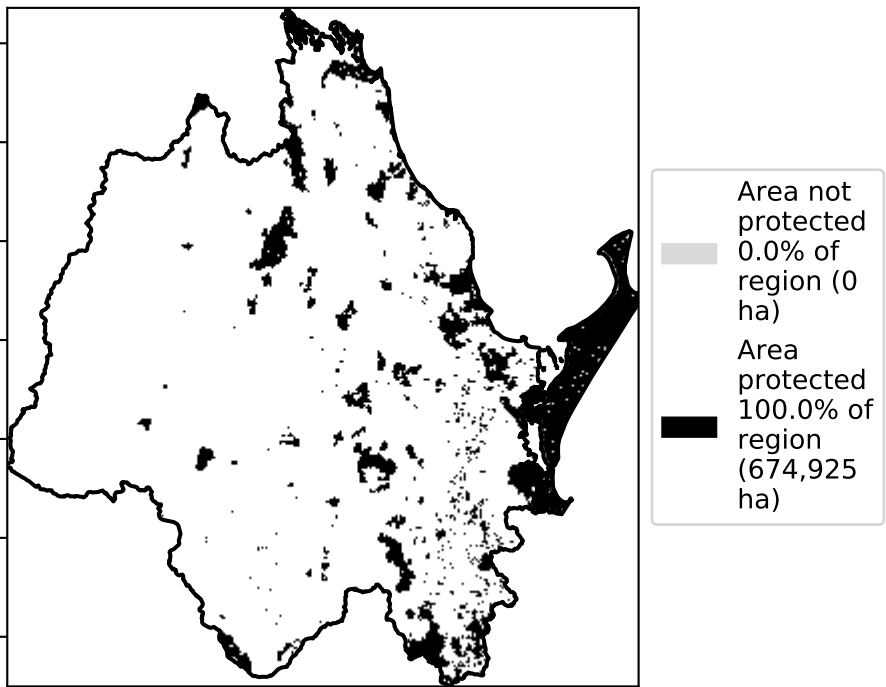 Area not
protected
0.0% of
region (0
ha)
Area
protected
100.0% of
region
(674,925
ha)